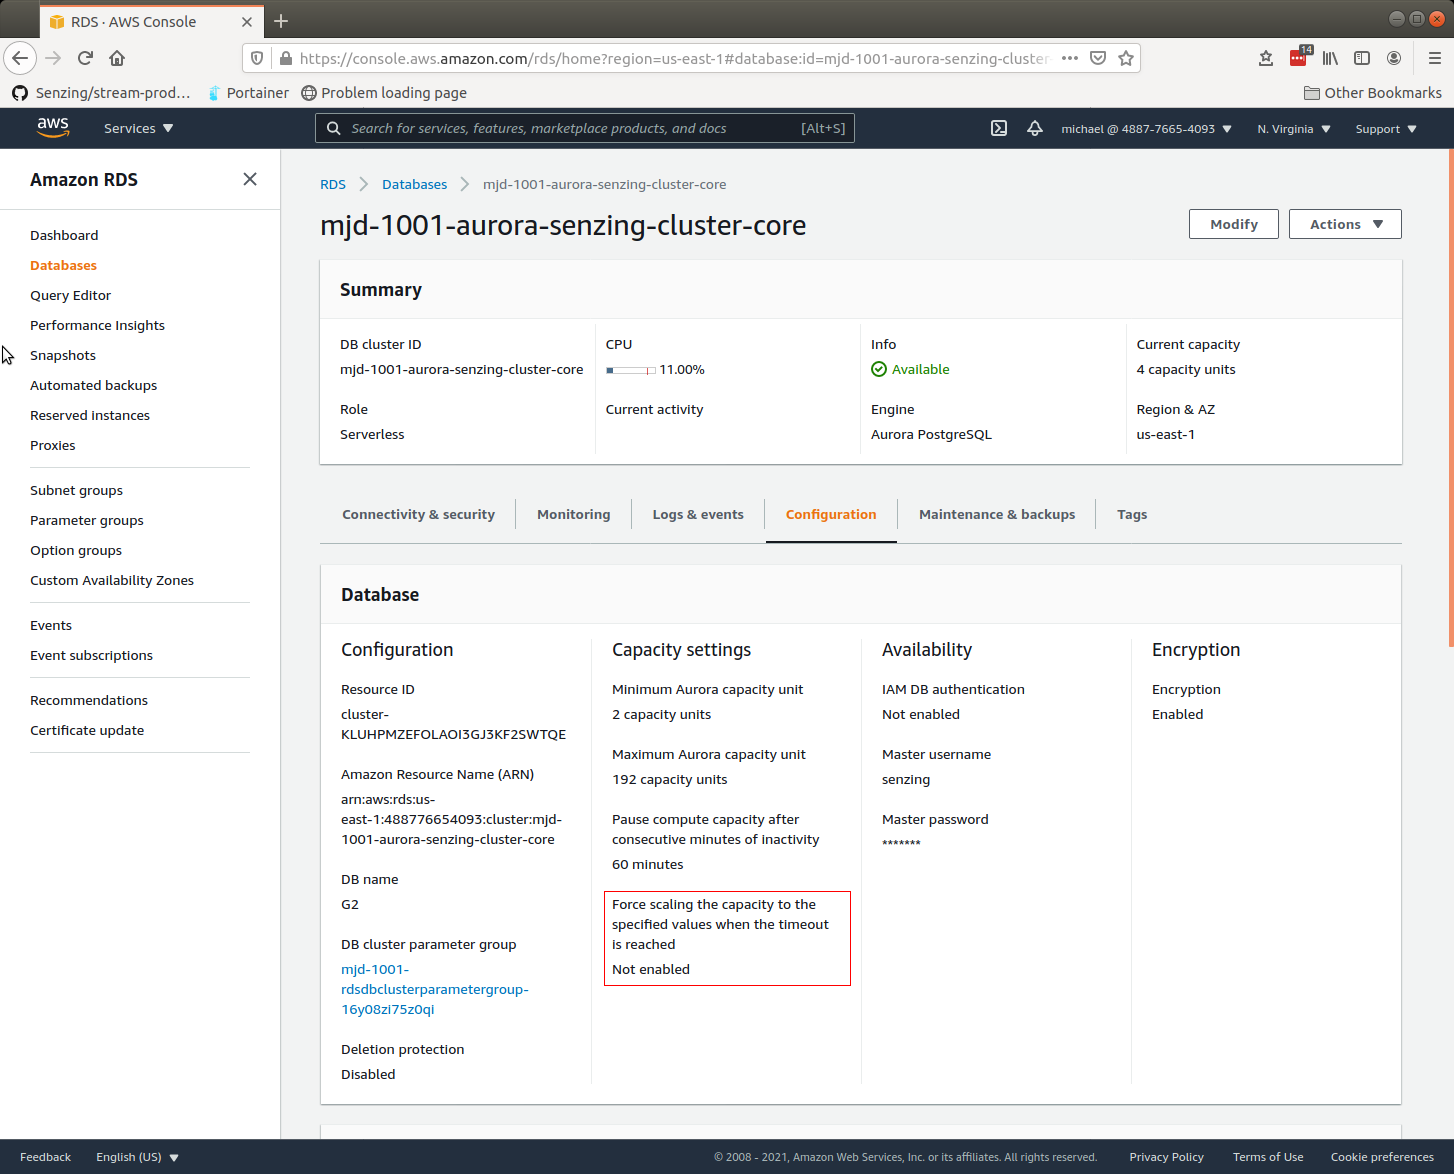 RDS · AWS Console
https://console.aws.amazon.com/rds/home?region=us-east-1#database:id=mjd-1001-aurora-senzing-cluster-
14
Senzing/stream-prod…
Portainer
Problem loading page
Other Bookmarks
aws
Services
Search for services, features, marketplace products, and docs
[Alt+S]
michael @ 4887-7665-4093
N. Virginia
Support
Amazon RDS
Dashboard
Databases
Query Editor
Performance Insights
Snapshots
Automated backups
Reserved instances
Proxies
Subnet groups
Parameter groups
Option groups
Custom Availability Zones
Events
Event subscriptions
Recommendations
Certificate update
RDS
Databases
mjd-1001-aurora-senzing-cluster-core
mjd-1001-aurora-senzing-cluster-core
Modify
Actions
Summary
DB cluster ID
mjd-1001-aurora-senzing-cluster-core
CPU
11.00%
Info
Available
Current capacity
4 capacity units
Role
Serverless
Current activity
Engine
Aurora PostgreSQL
Region & AZ
us-east-1
Connectivity & security
Monitoring
Logs & events
Configuration
Maintenance & backups
Tags
Database
Configuration
Resource ID
cluster-
KLUHPMZEFOLAOI3GJ3KF2SWTQE
Amazon Resource Name (ARN)
arn:aws:rds:us-
east-1:488776654093:cluster:mjd-
1001-aurora-senzing-cluster-core
DB name
G2
DB cluster parameter group
mjd-1001-
rdsdbclusterparametergroup-
16y08zi75z0qi
Deletion protection
Disabled
Capacity settings
Minimum Aurora capacity unit
2 capacity units
Maximum Aurora capacity unit
192 capacity units
Pause compute capacity after
consecutive minutes of inactivity
60 minutes
Force scaling the capacity to the
specified values when the timeout
is reached
Not enabled
Availability
IAM DB authentication
Not enabled
Master username
senzing
Master password
*******
Encryption
Encryption
Enabled
Feedback
English (US)
© 2008 - 2021, Amazon Web Services, Inc. or its affiliates. All rights reserved.
Privacy Policy
Terms of Use
Cookie preferences